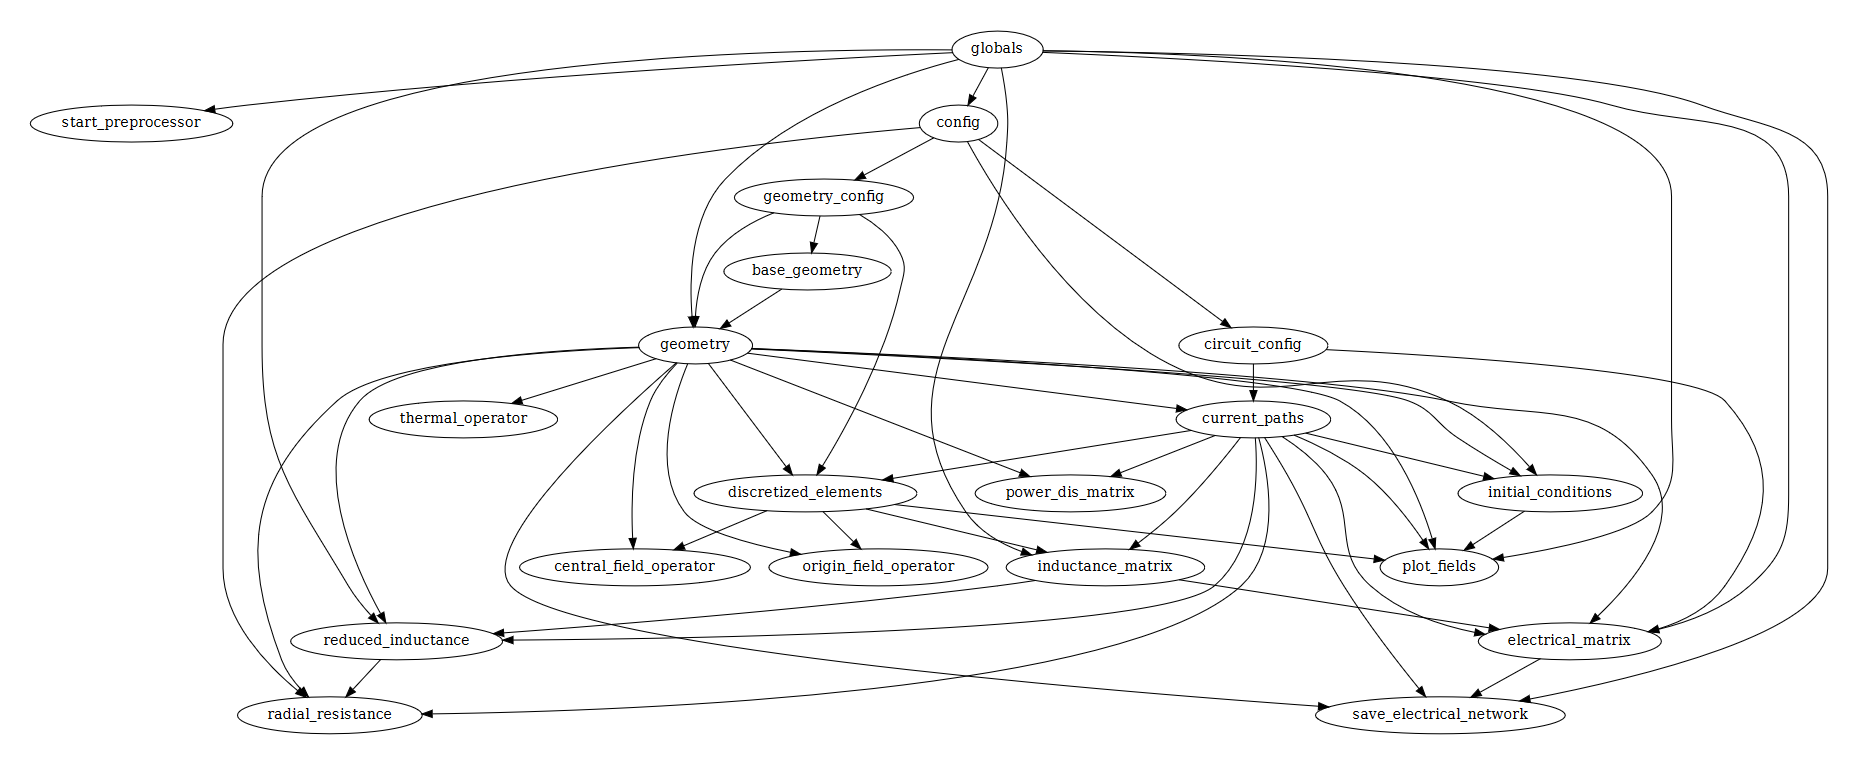 globals
start_preprocessor
config
geometry_config
base_geometry
geometry
circuit_config
thermal_operator
current_paths
discretized_elements
power_dis_matrix
initial_conditions
central_field_operator
origin_field_operator
inductance_matrix
plot_fields
reduced_inductance
electrical_matrix
radial_resistance
save_electrical_network